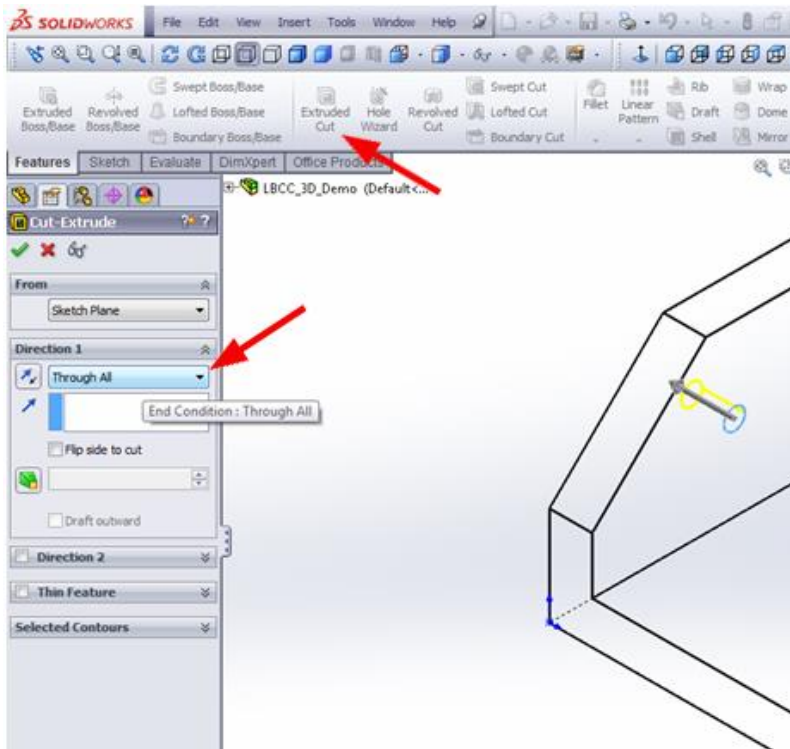 SOLIDWORKS File Edit View Insert Tools Window Help
Extruded Boss/Base
Revolved Boss/Base
Swept Boss/Base
Lofted Boss/Base
Boundary Boss/Base
Extruded Cut
Hole Wizard
Revolved Cut
Swept Cut
Lofted Cut
Boundary Cut
Fillet
Linear Pattern
Rib
Draft
Shell
Wrap
Dome
Mirror
Features Sketch Evaluate DimXpert Office Products
LBCC_3D_Demo (Default<...
Cut-Extrude ? ?
From
Sketch Plane
Direction 1
Through All
End Condition : Through All
Flip side to cut
Draft outward
Direction 2
Thin Feature
Selected Contours